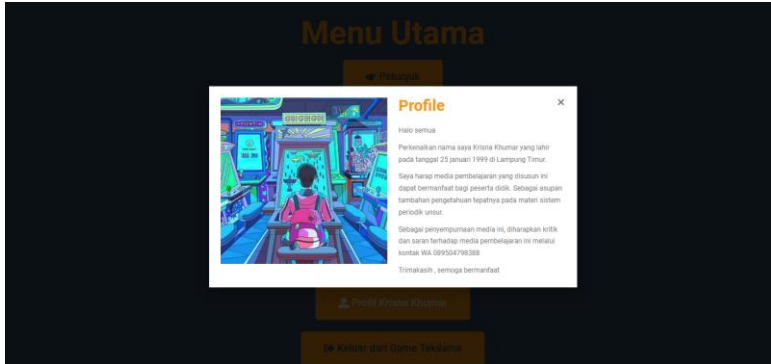 Menu Utama
Petunjuk
Profile
×
GO!GO!GO!
Halo semua
Perkenalkan nama saya Krisna Khumar yang lahir
pada tanggal 25 januari 1999 di Lampung Timur.
Saya harap media pembelajaran yang disusun ini
dapat bermanfaat bagi peserta didik. Sebagai asupan
tambahan pengetahuan tepatnya pada materi sistem
periodik unsur.
Sebagai penyempurnaan media ini, diharapkan kritik
dan saran terhadap media pembelajaran ini melalui
kontak WA 089504798388
Trimakasih , semoga bermanfaat
Profil Krisna Khumar
Keluar dari Game Tekilama